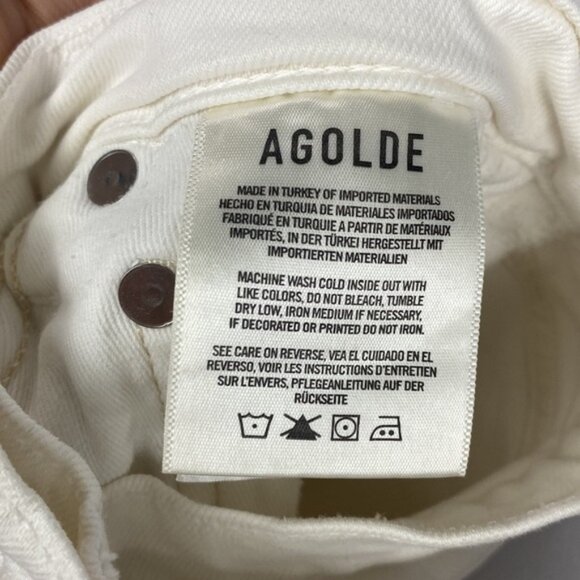 AGOLDE
MADE IN TURKEY OF IMPORTED MATERIALS
HECHO EN TURQUIA DE MATERIALES IMPORTADOS
FABRIQUÉ EN TURQUIE A PARTIR DE MATÉRIAUX
IMPORTÉS, IN DER TÜRKEI HERGESTELLT MIT
IMPORTIERTEN MATERIALIEN
MACHINE WASH COLD INSIDE OUT WITH
LIKE COLORS, DO NOT BLEACH, TUMBLE
DRY LOW, IRON MEDIUM IF NECESSARY,
IF DECORATED OR PRINTED DO NOT IRON.
SEE CARE ON REVERSE, VEA EL CUIDADO EN EL
REVERSO, VOIR LES INSTRUCTIONS D'ENTRETIEN
SUR L'ENVERS, PFLEGEANLEITUNG AUF DER
RÜCKSEITE